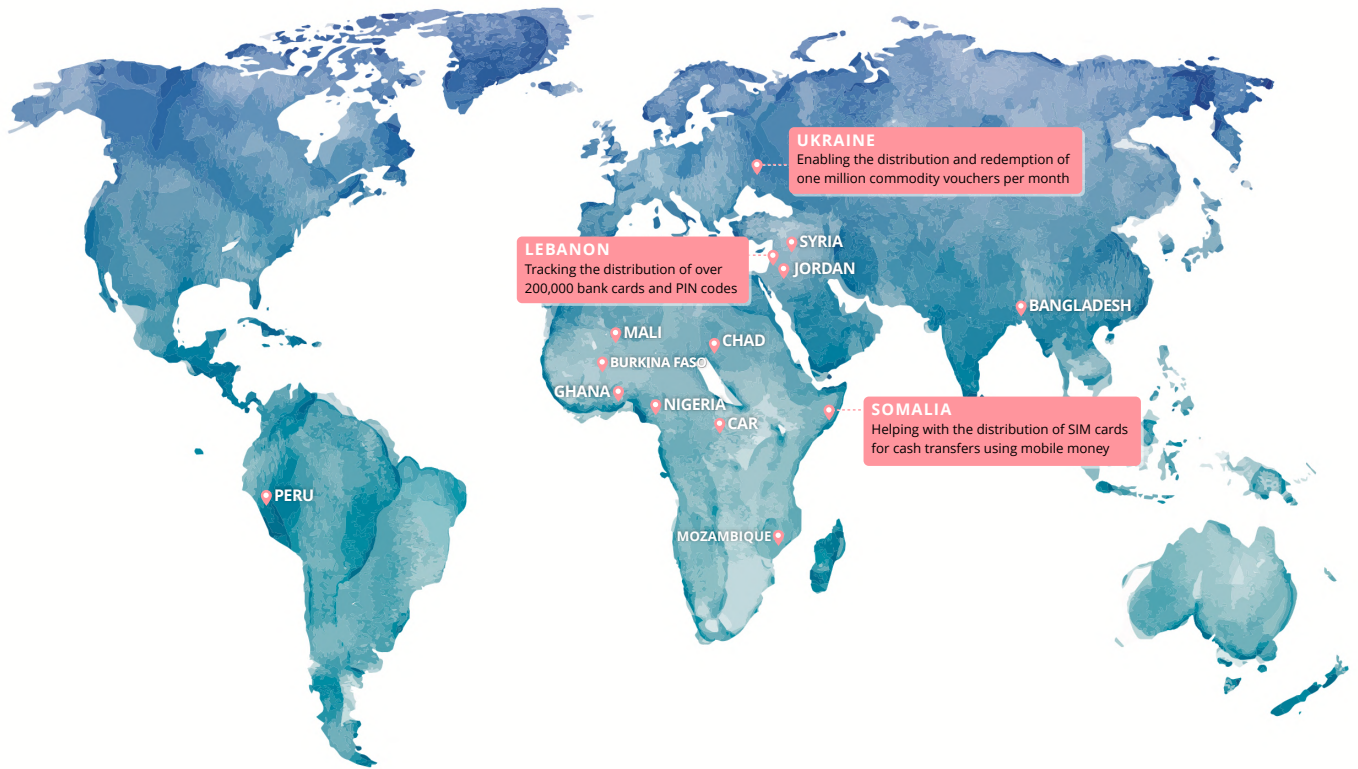 UKRAINE
Enabling the distribution and redemption of
one million commodity vouchers per month
LEBANON
Tracking the distribution of over
200,000 bank cards and PIN codes
SYRIA
JORDAN
BANGLADESH
MALI
CHAD
BURKINA FASO
GHANA
NIGERIA
CAR
SOMALIA
Helping with the distribution of SIM cards
for cash transfers using mobile money
PERU
MOZAMBIQUE